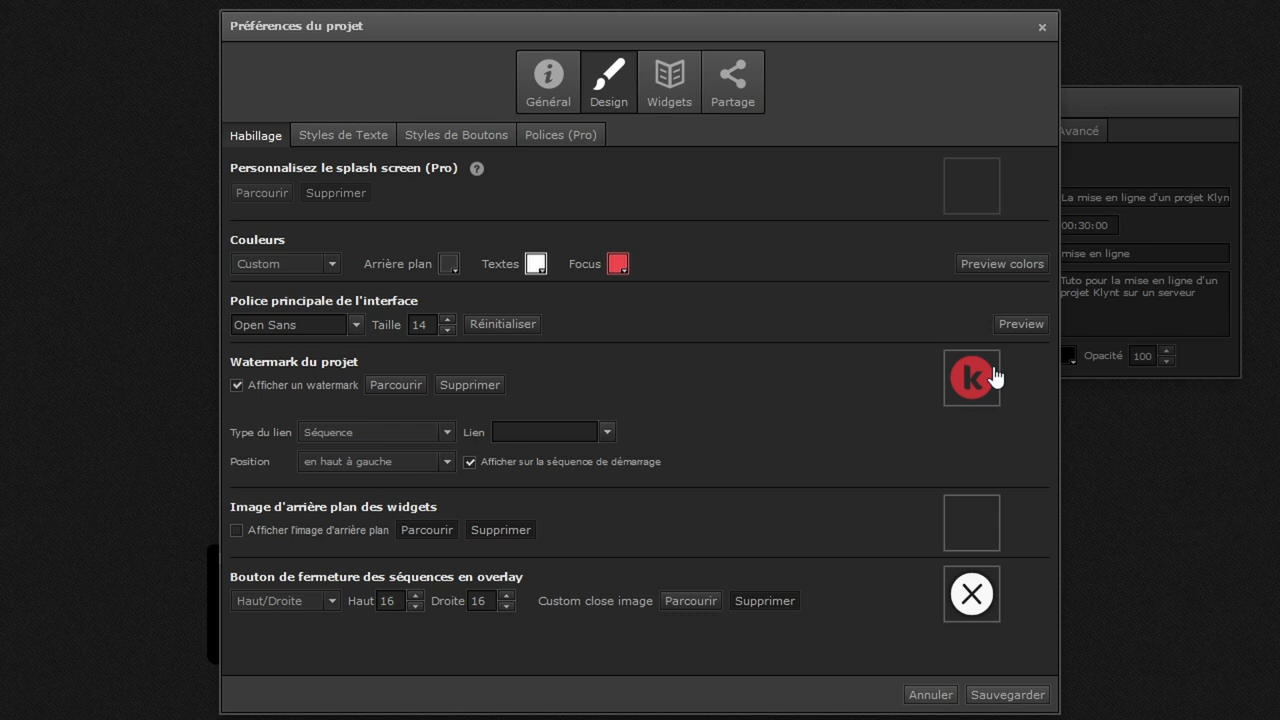 Préférences du projet
Général
Design
Widgets
Partage
Habillage
Styles de Texte
Styles de Boutons
Polices (Pro)
Avancé
Personnalisez le splash screen (Pro) ?
Parcourir Supprimer
La mise en ligne d'un projet Klyn
00:30:00
Couleurs
mise en ligne
Custom Arrière plan Textes Focus Preview colors
Tuto pour la mise en ligne d'un
projet Klynt sur un serveur
Police principale de l'interface
Open Sans Taille 14 Réinitialiser Preview
Opacité 100
Watermark du projet
Afficher un watermark Parcourir Supprimer
k
Type du lien Séquence Lien
Position en haut à gauche Afficher sur la séquence de démarrage
Image d'arrière plan des widgets
Afficher l'image d'arrière plan Parcourir Supprimer
Bouton de fermeture des séquences en overlay
Haut/Droite Haut 16 Droite 16 Custom close image Parcourir Supprimer
Annuler Sauvegarder